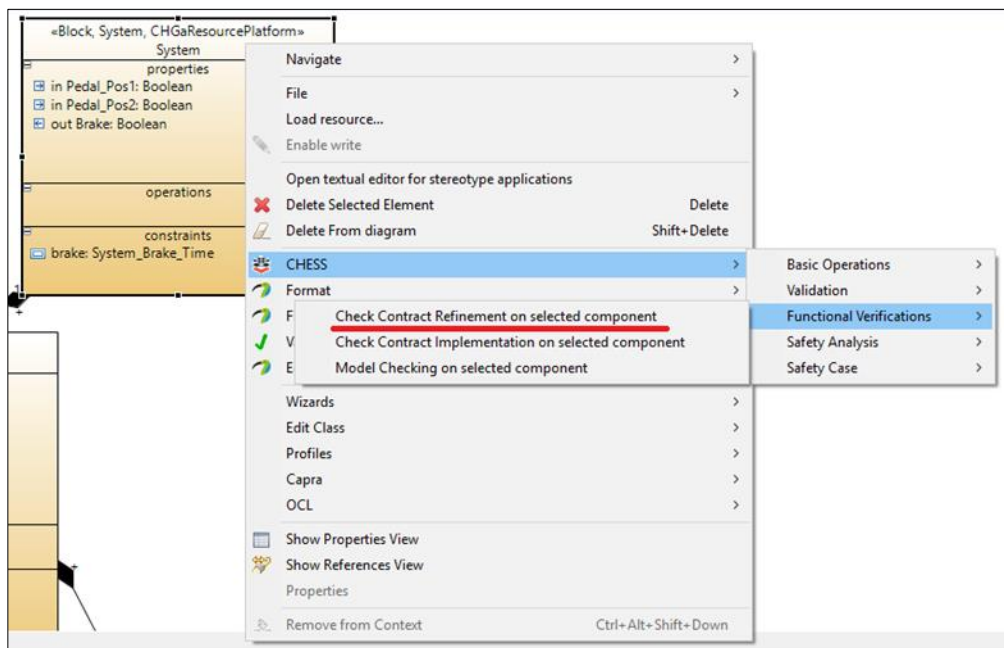 «Block, System, CHGaResourcePlatform»
System
properties
in Pedal_Pos1: Boolean
in Pedal_Pos2: Boolean
out Brake: Boolean
operations
constraints
brake: System_Brake_Time
Navigate
File
Load resource...
Enable write
Open textual editor for stereotype applications
Delete Selected Element Delete
Delete From diagram Shift+Delete
CHESS
Format
F
V
E
Wizards
Edit Class
Profiles
Capra
OCL
Show Properties View
Show References View
Properties
Remove from Context Ctrl+Alt+Shift+Down
Basic Operations
Validation
Functional Verifications
Safety Analysis
Safety Case
Check Contract Refinement on selected component
Check Contract Implementation on selected component
Model Checking on selected component